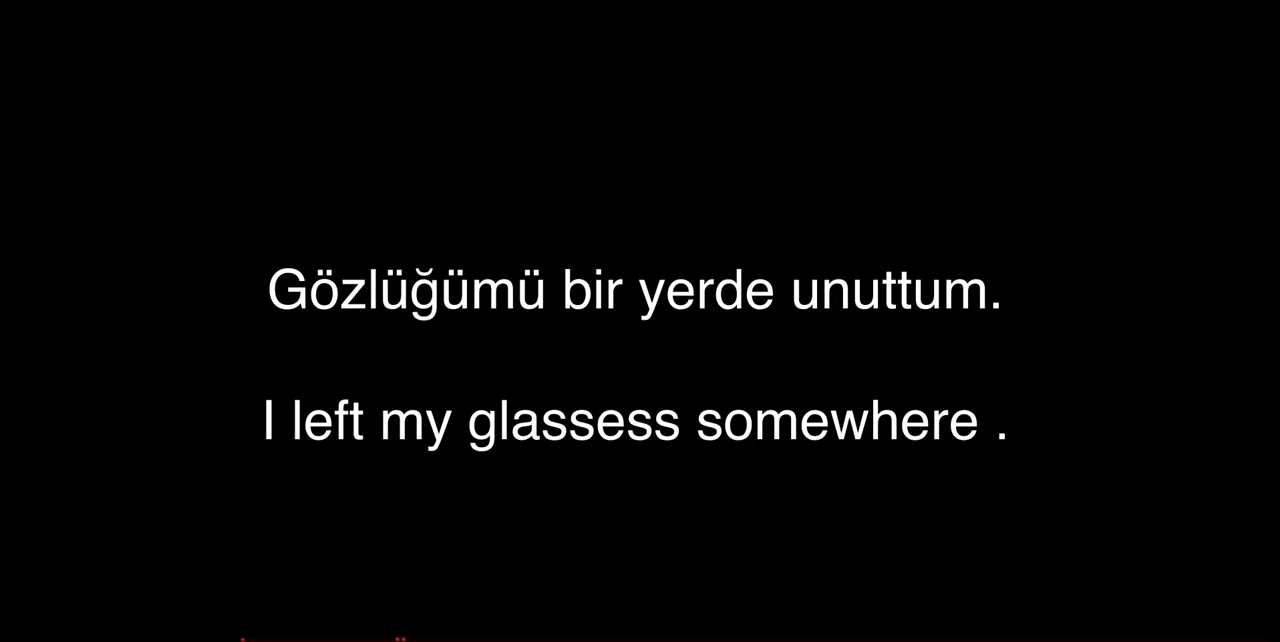 Gözlüğümü bir yerde unuttum.
I left my glassess somewhere .